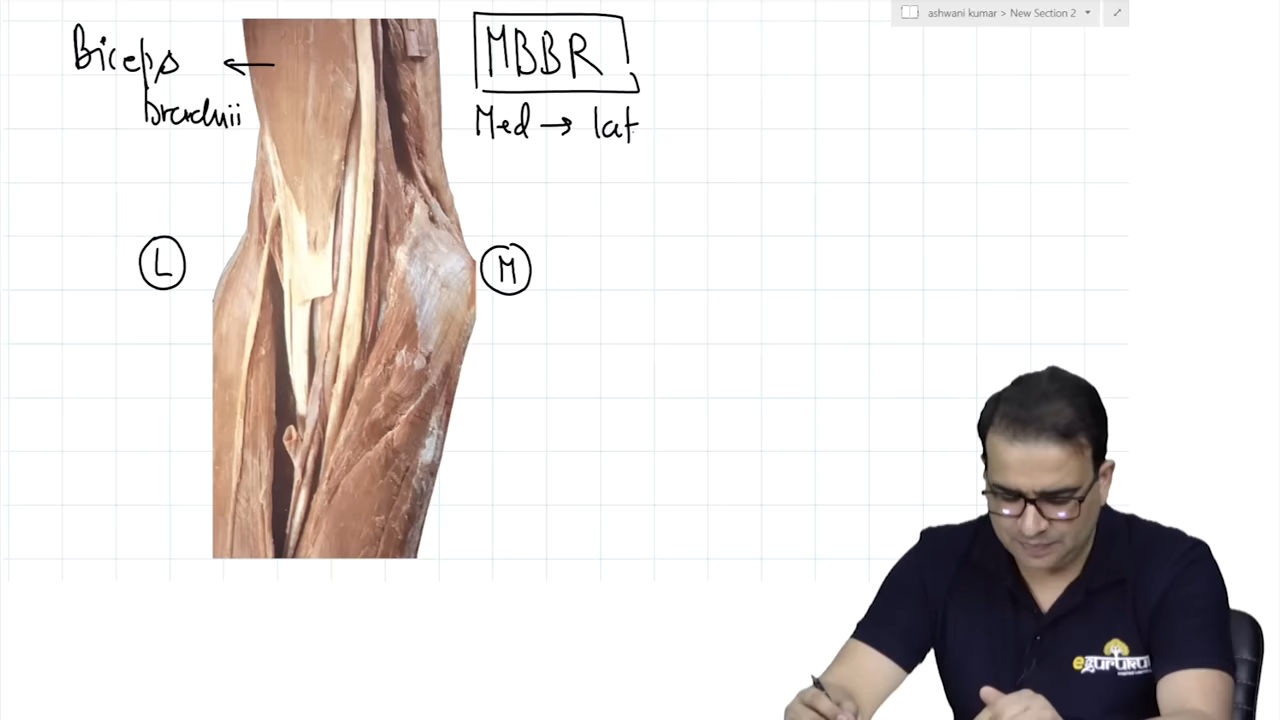 ashwani kumar > New Section 2
Biceps
brachii
MBBR
Med → lat
L
M
egurukul